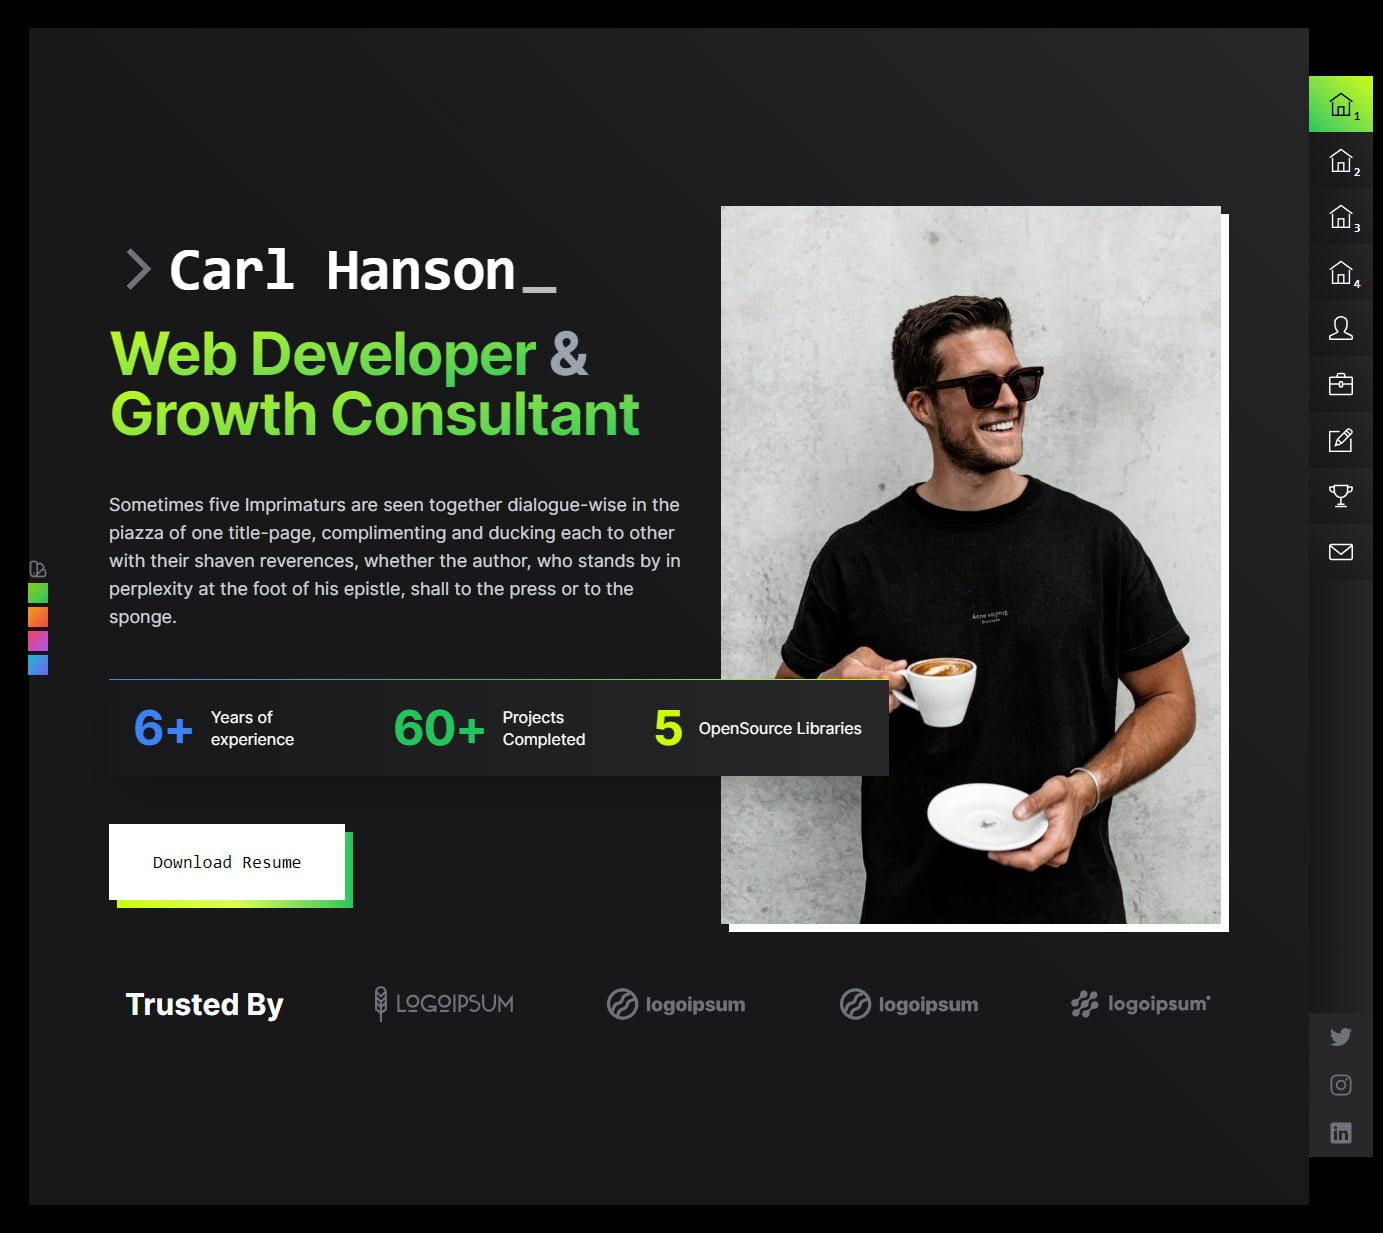 Carl Hanson_
Web Developer &
Growth Consultant
Sometimes five Imprimaturs are seen together dialogue-wise in the
piazza of one title-page, complimenting and ducking each to other
with their shaven reverences, whether the author, who stands by in
perplexity at the foot of his epistle, shall to the press or to the
sponge.
6+ Years of
experience
60+ Projects
Completed
5 OpenSource Libraries
Download Resume
Trusted By
LOGOIPSUM
logoipsum
logoipsum
logoipsum
1
2
3
4
in